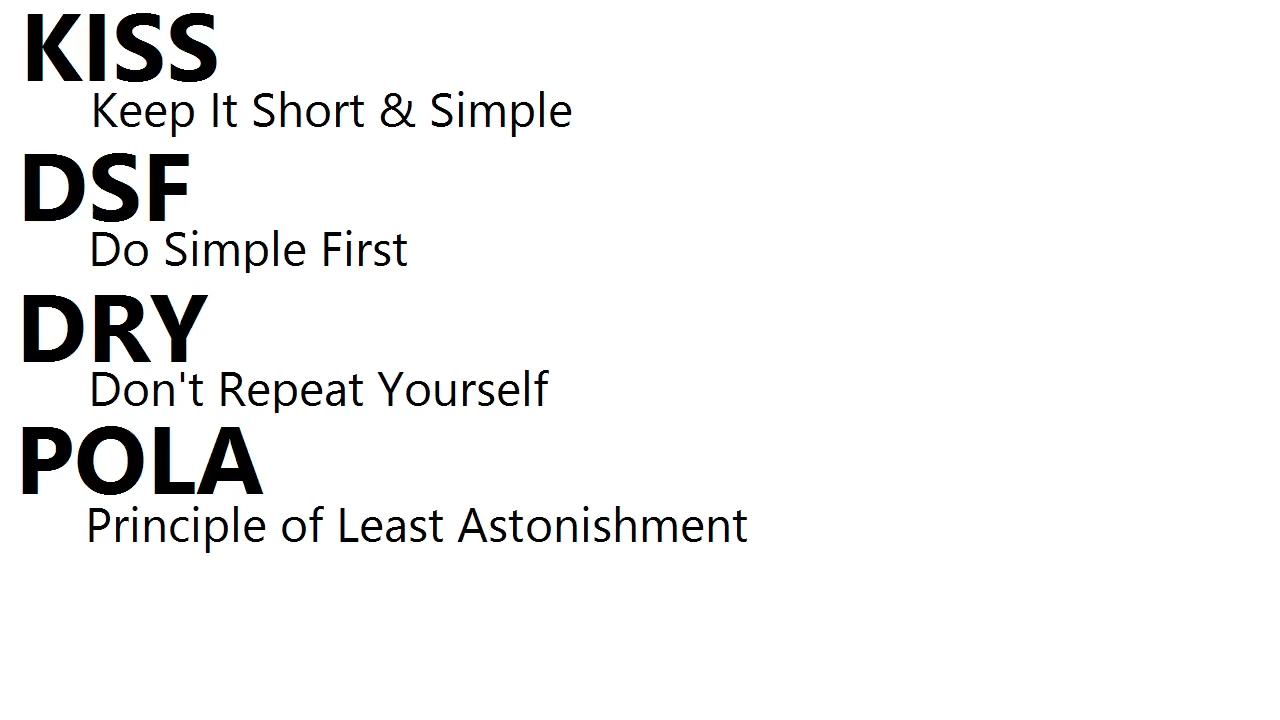 KISS
Keep It Short & Simple
DSF
Do Simple First
DRY
Don't Repeat Yourself
POLA
Principle of Least Astonishment